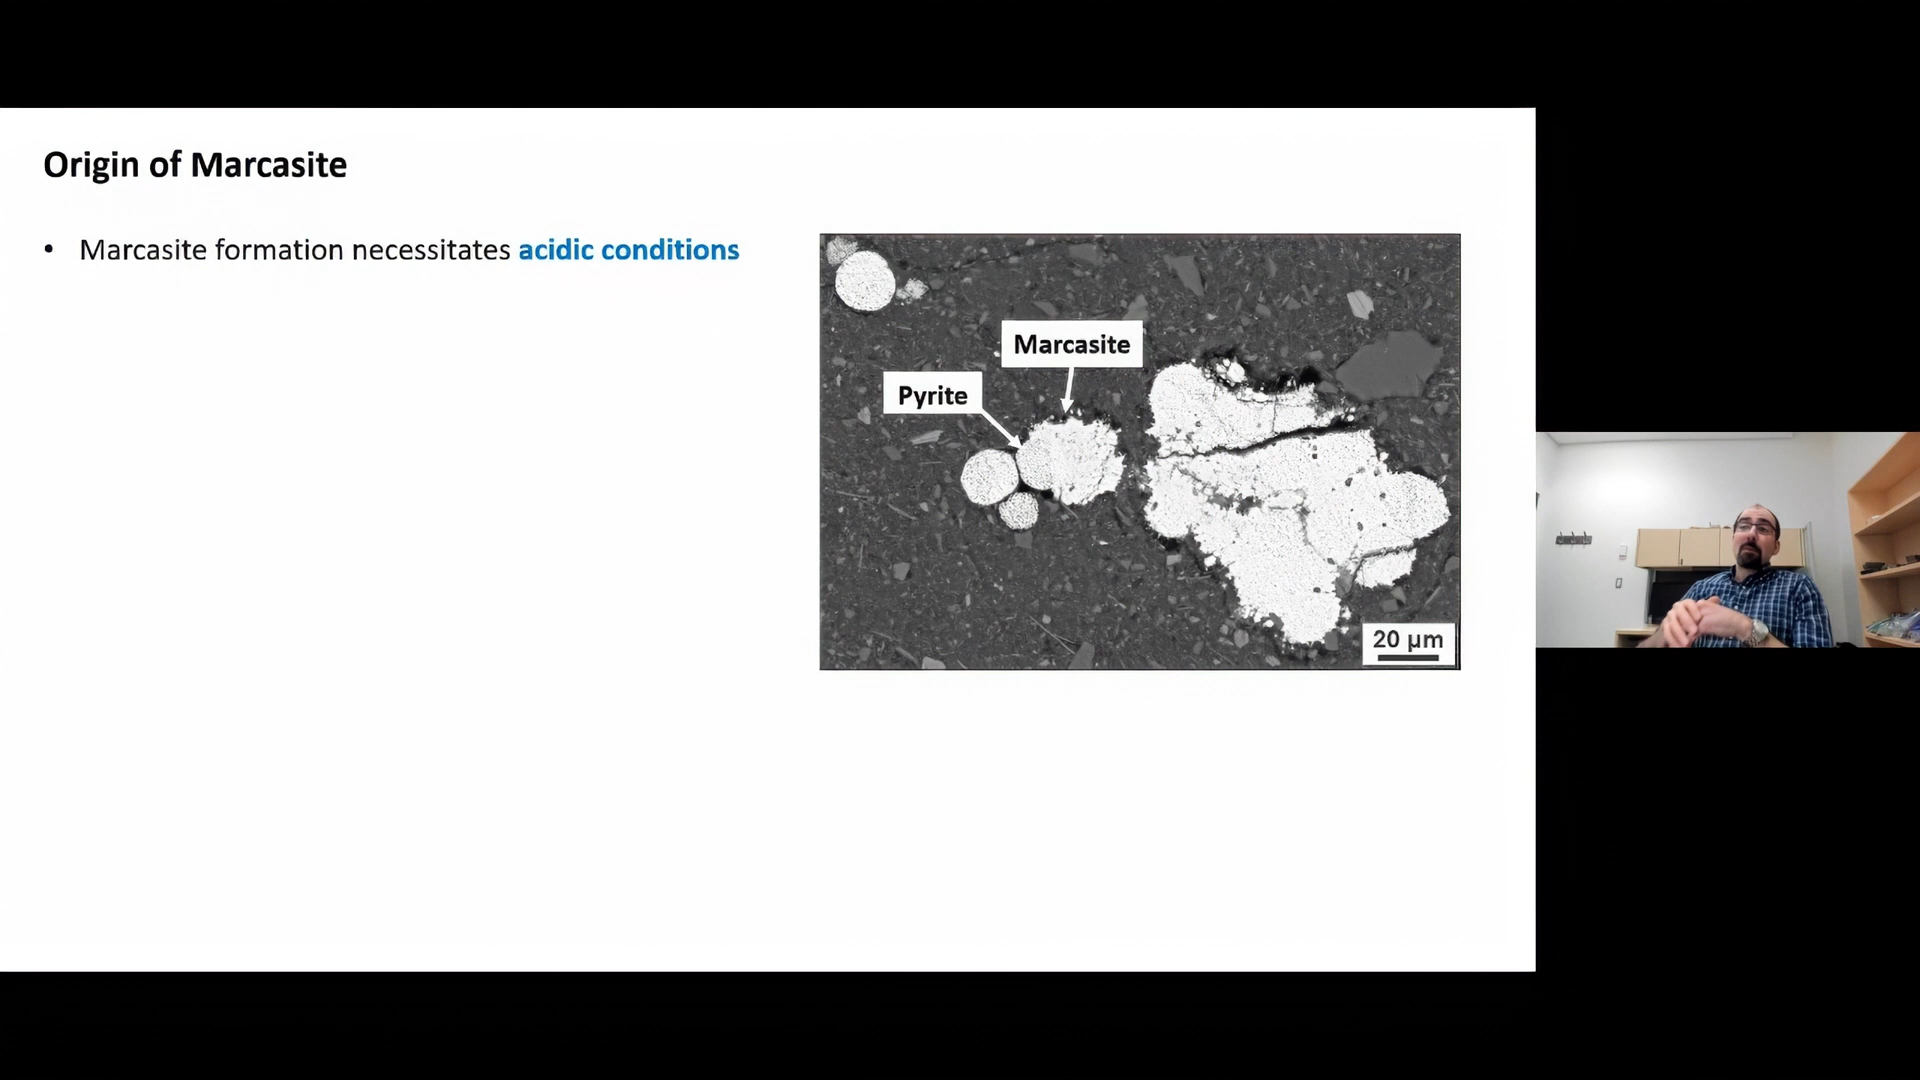 Origin of Marcasite
• Marcasite formation necessitates acidic conditions
Marcasite
Pyrite
20 µm